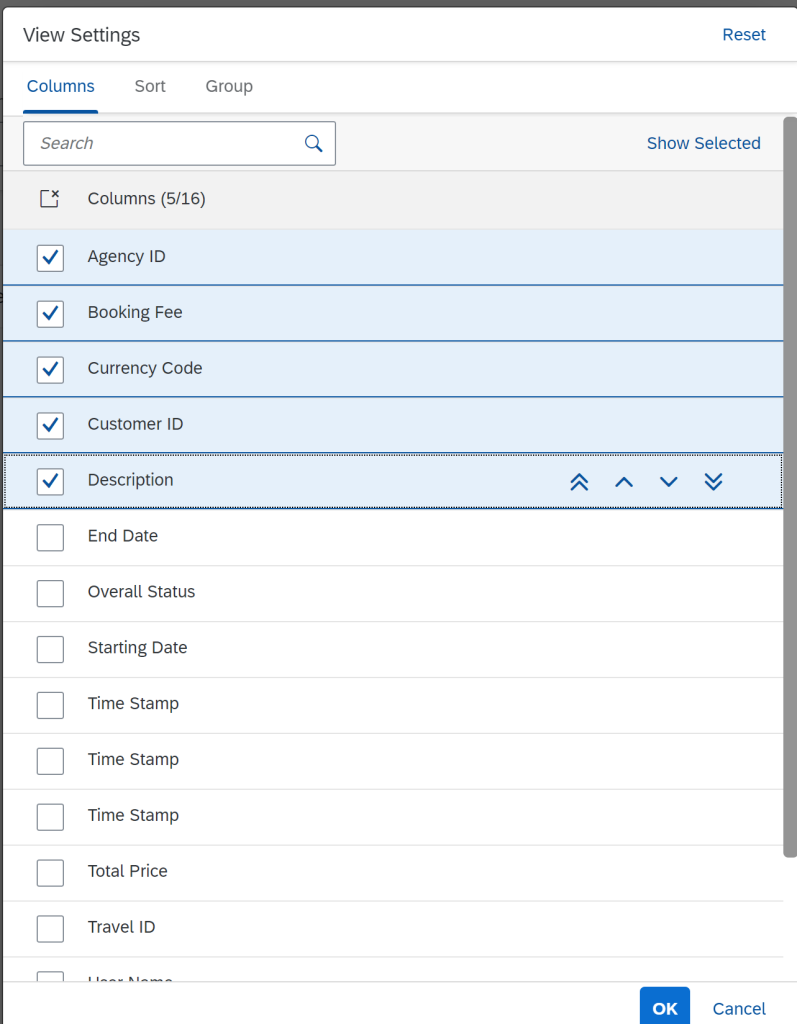 View Settings
Reset
Columns
Sort
Group
Search
Show Selected
Columns (5/16)
Agency ID
Booking Fee
Currency Code
Customer ID
Description
End Date
Overall Status
Starting Date
Time Stamp
Time Stamp
Time Stamp
Total Price
Travel ID
User Name
OK
Cancel